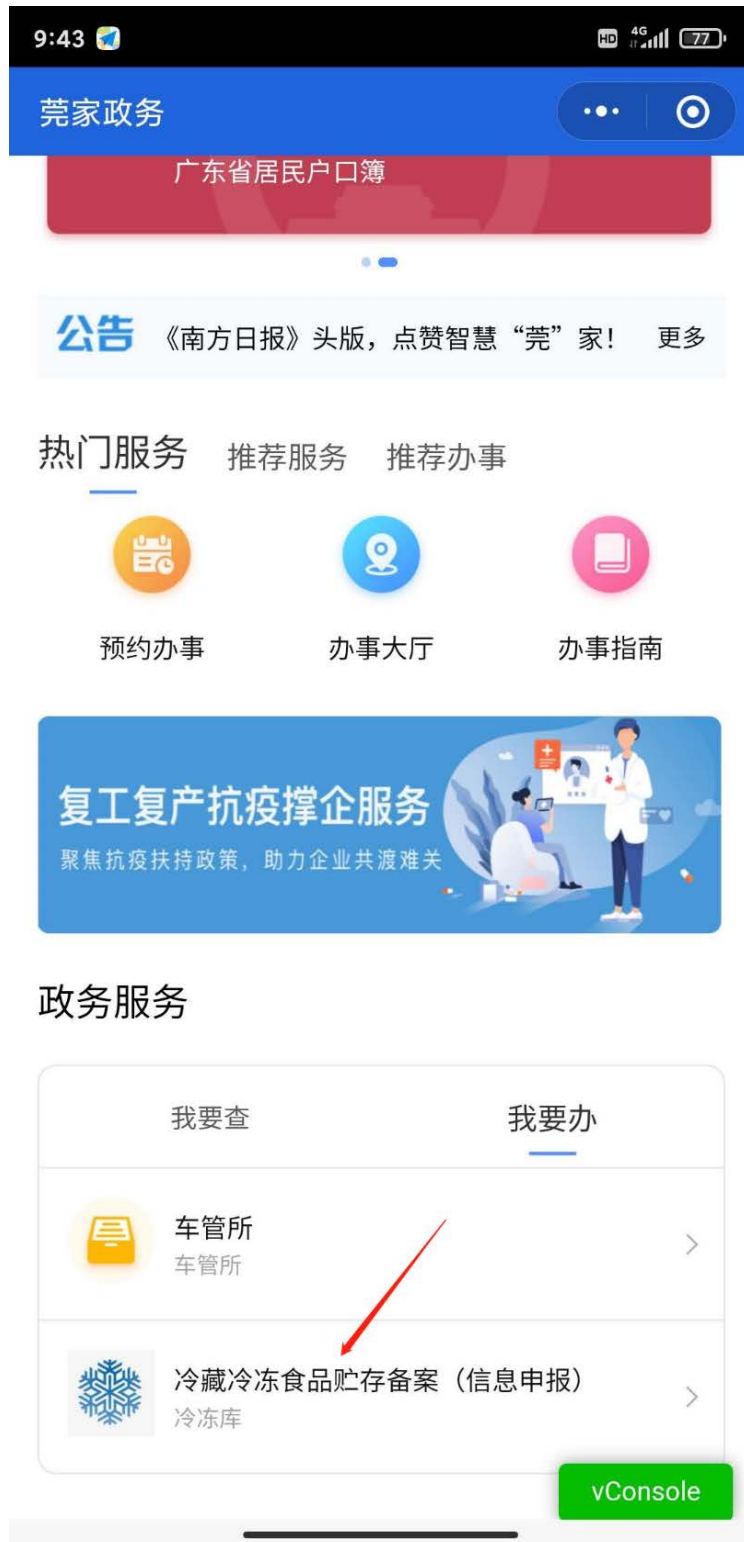 9:43 HD 4G 77
莞家政务
广东省居民户口簿
公告 《南方日报》头版，点赞智慧“莞”家！ 更多
热门服务 推荐服务 推荐办事
预约办事 办事大厅 办事指南
复工复产抗疫撑企服务
聚焦抗疫扶持政策，助力企业共渡难关
政务服务
我要查 我要办
车管所
车管所
冷藏冷冻食品贮存备案（信息申报）
冷冻库
vConsole